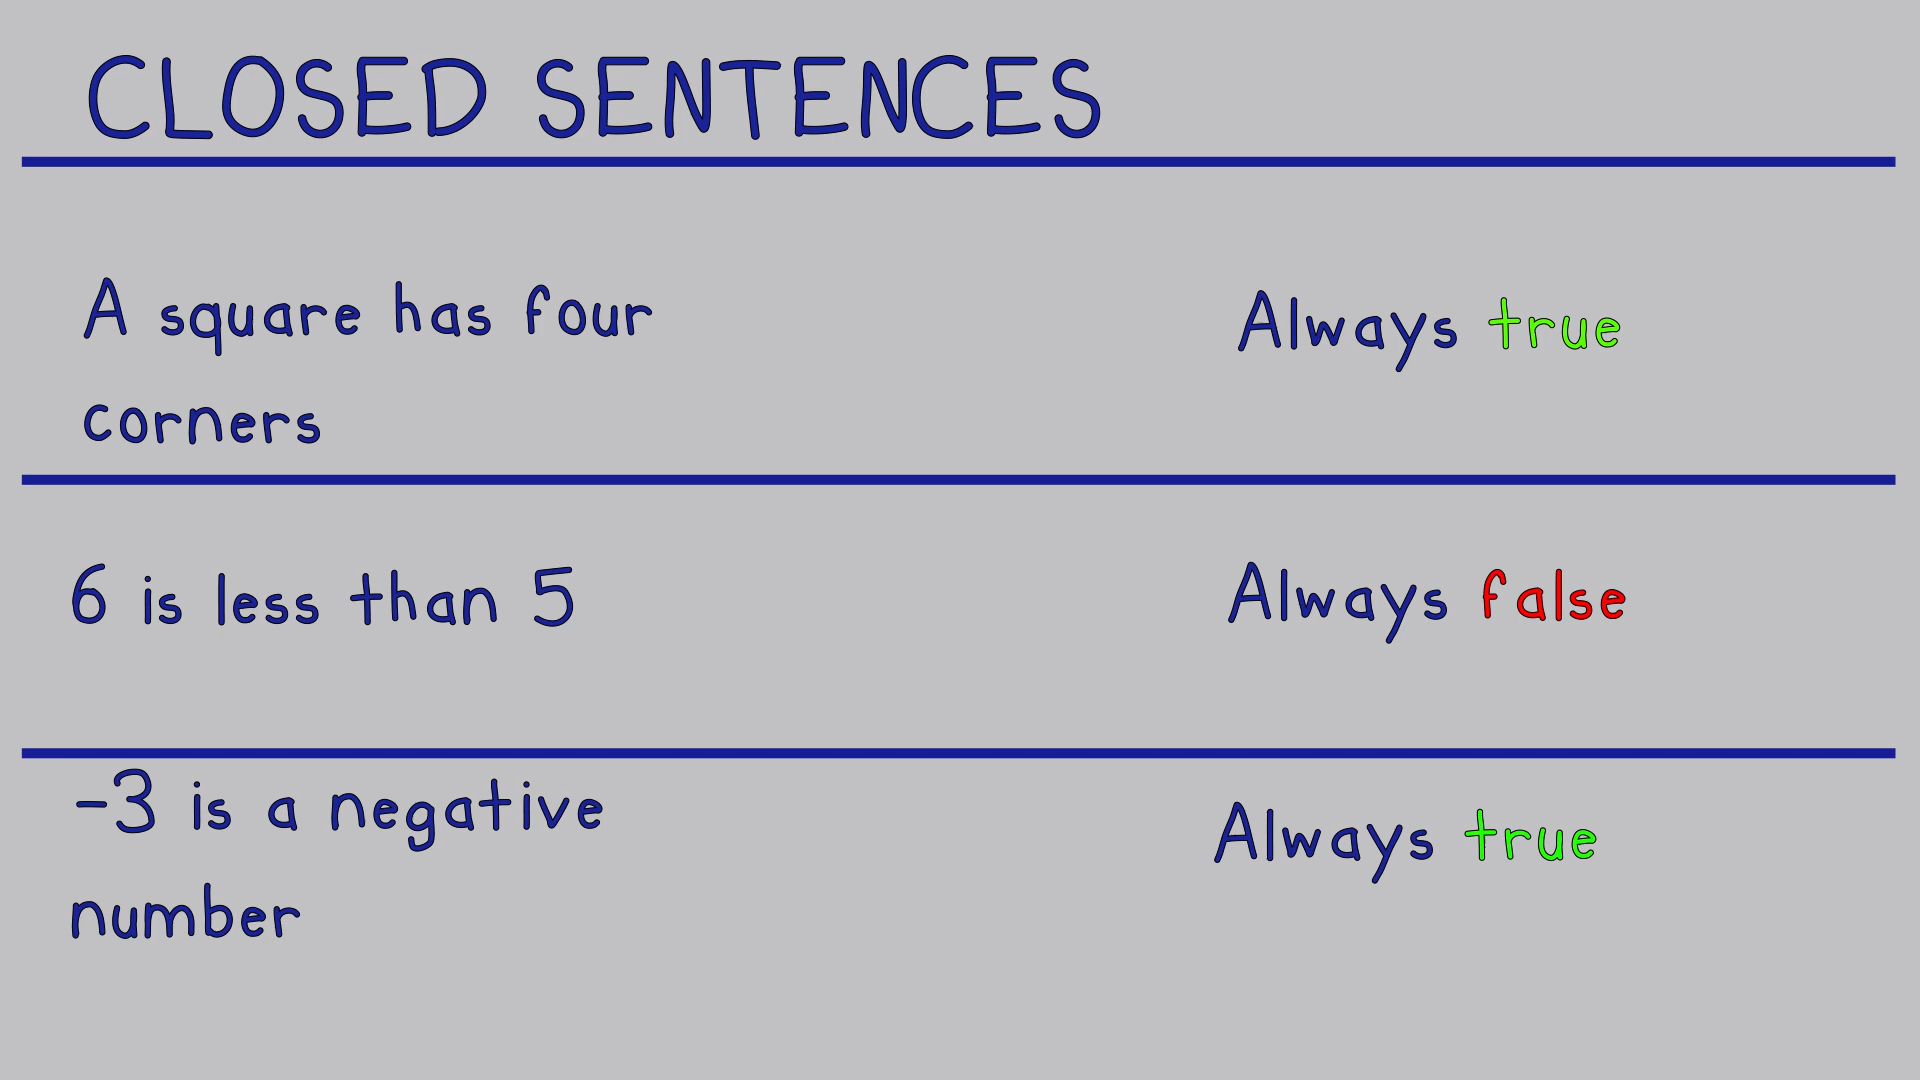 CLOSED SENTENCES
A square has four
corners
Always true
6 is less than 5
Always false
-3 is a negative
number
Always true